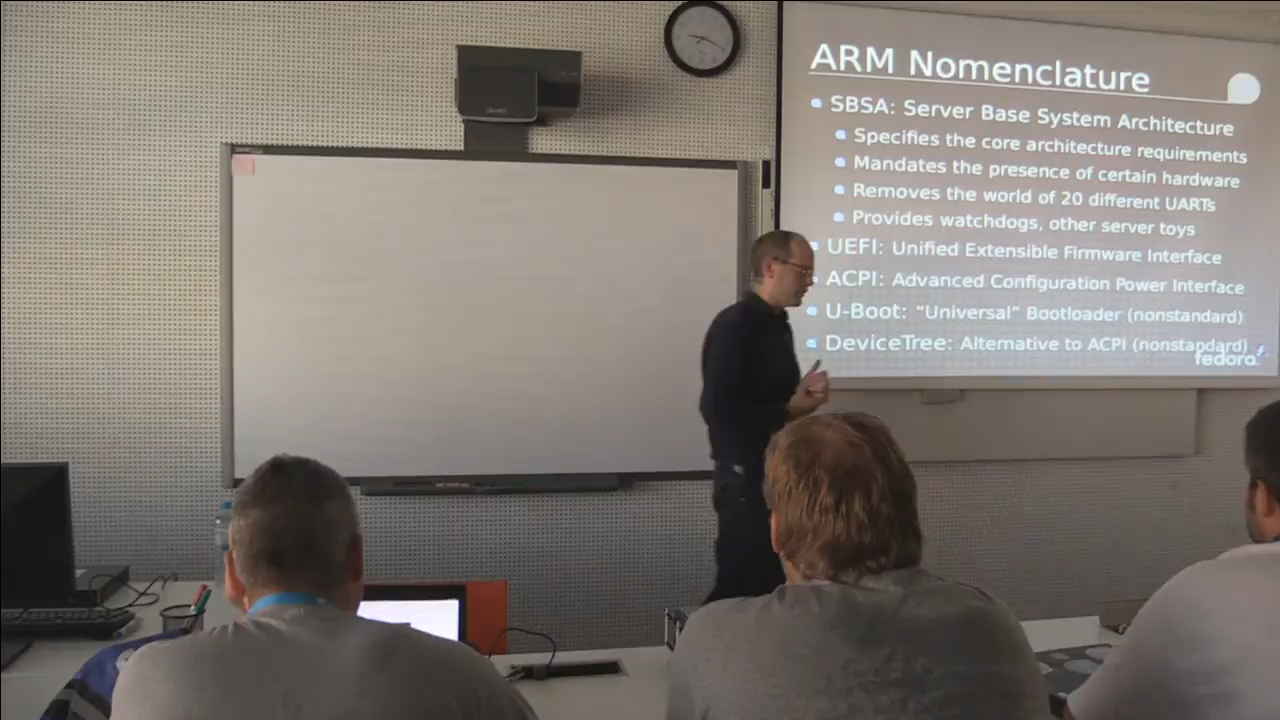 ARM Nomenclature
SBSA: Server Base System Architecture
Specifies the core architecture requirements
Mandates the presence of certain hardware
Removes the world of 20 different UARTs
Provides watchdogs, other server toys
UEFI: Unified Extensible Firmware Interface
ACPI: Advanced Configuration Power Interface
U-Boot: “Universal” Bootloader (nonstandard)
DeviceTree: Alternative to ACPI (nonstandard)
fedora